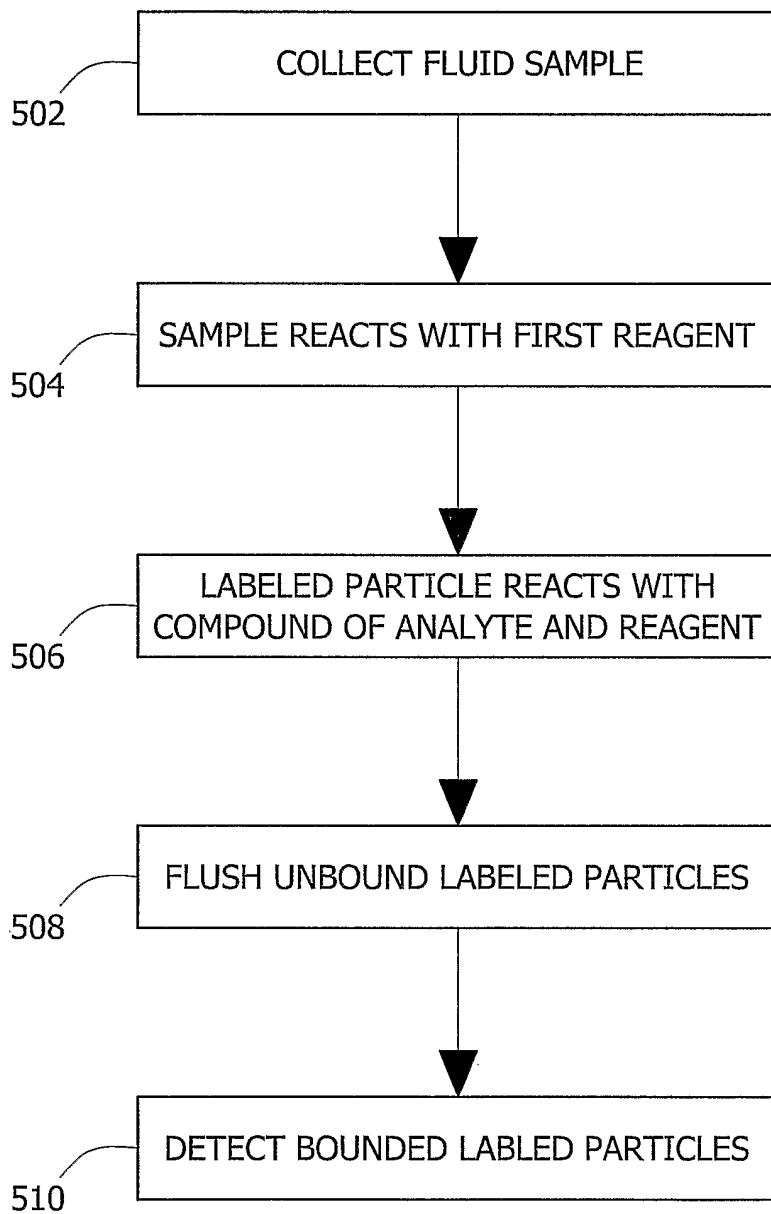 COLLECT FLUID SAMPLE
502
SAMPLE REACTS WITH FIRST REAGENT
504
LABELED PARTICLE REACTS WITH
COMPOUND OF ANALYTE AND REAGENT
506
FLUSH UNBOUND LABELED PARTICLES
508
DETECT BOUNDED LABLED PARTICLES
510